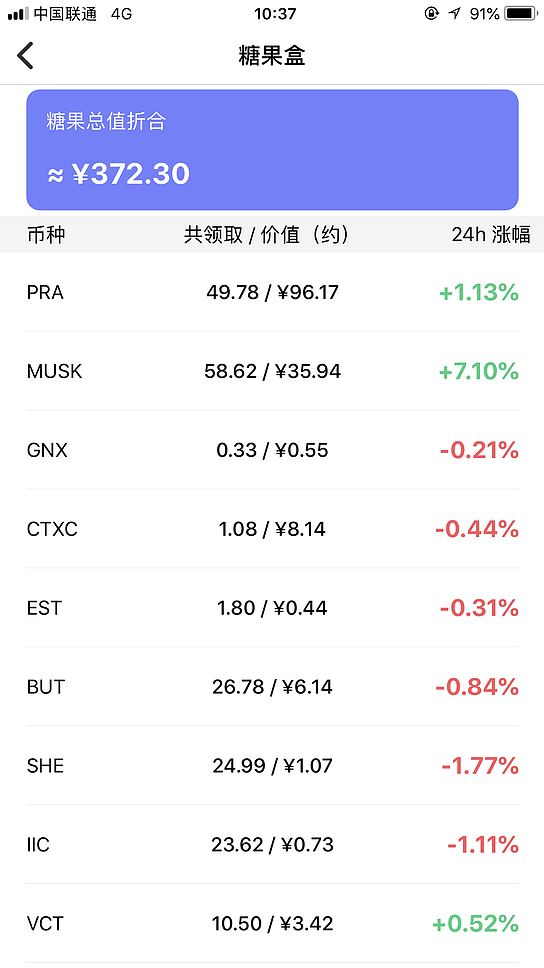 中国联通 4G 10:37 91%
糖果盒
糖果总值折合
≈ ¥372.30
币种 共领取 / 价值（约） 24h 涨幅
PRA 49.78 / ¥96.17 +1.13%
MUSK 58.62 / ¥35.94 +7.10%
GNX 0.33 / ¥0.55 -0.21%
CTXC 1.08 / ¥8.14 -0.44%
EST 1.80 / ¥0.44 -0.31%
BUT 26.78 / ¥6.14 -0.84%
SHE 24.99 / ¥1.07 -1.77%
IIC 23.62 / ¥0.73 -1.11%
VCT 10.50 / ¥3.42 +0.52%